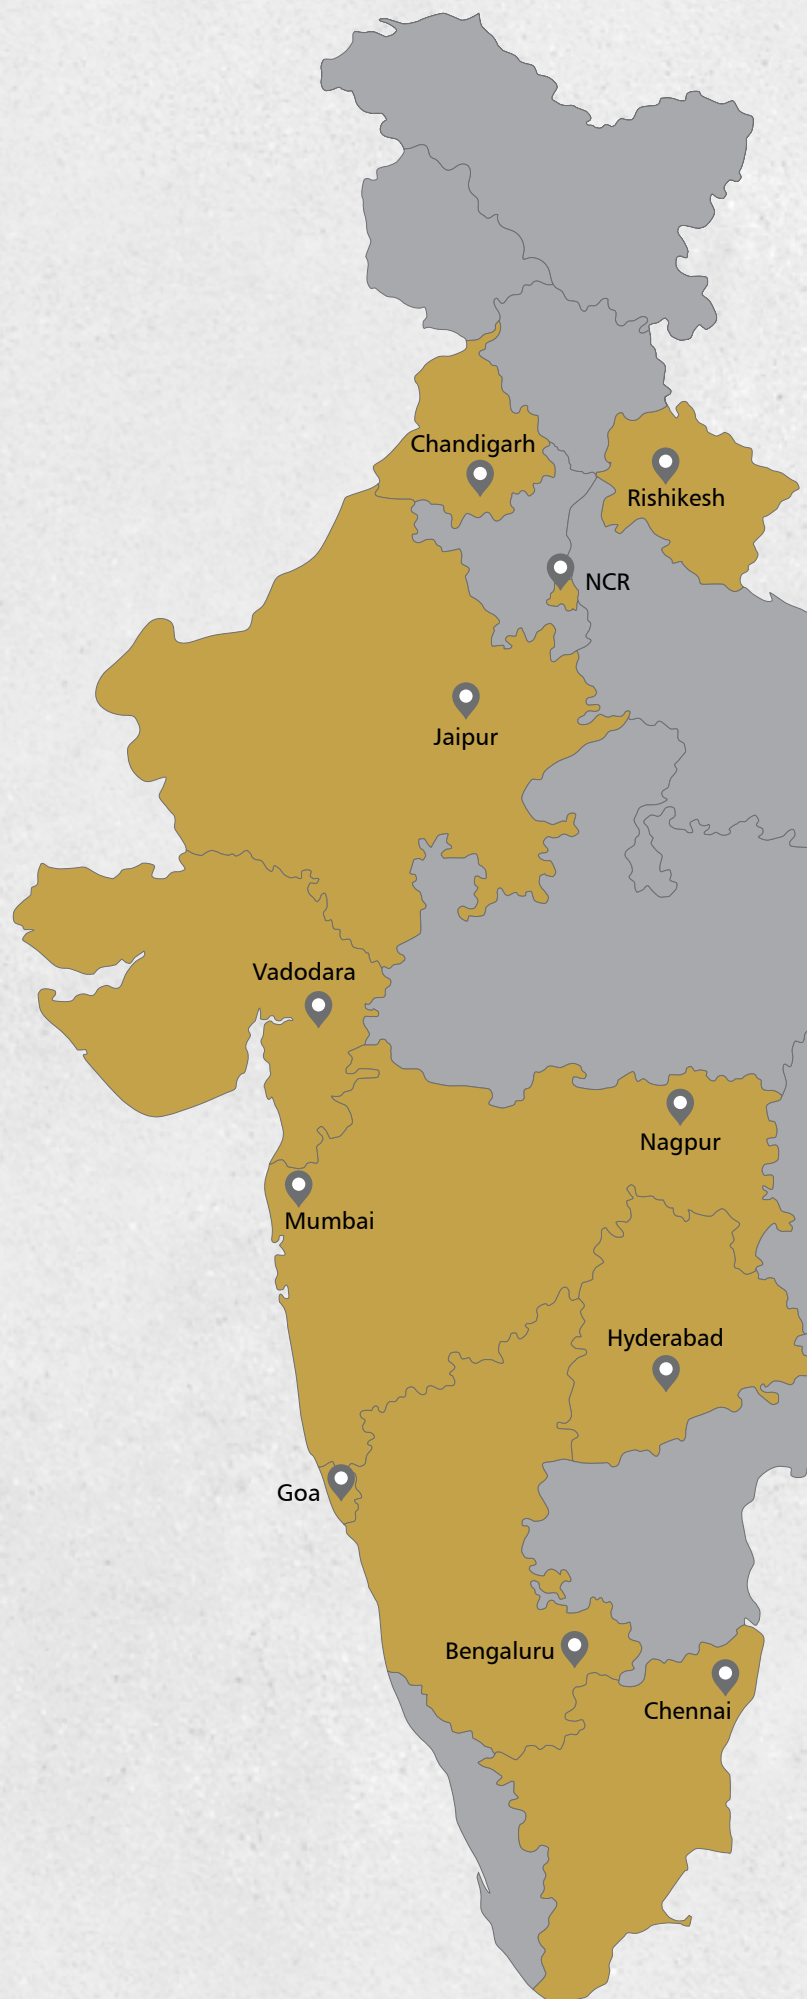 Chandigarh
Rishikesh
NCR
Jaipur
Vadodara
Nagpur
Mumbai
Hyderabad
Goa
Bengaluru
Chennai